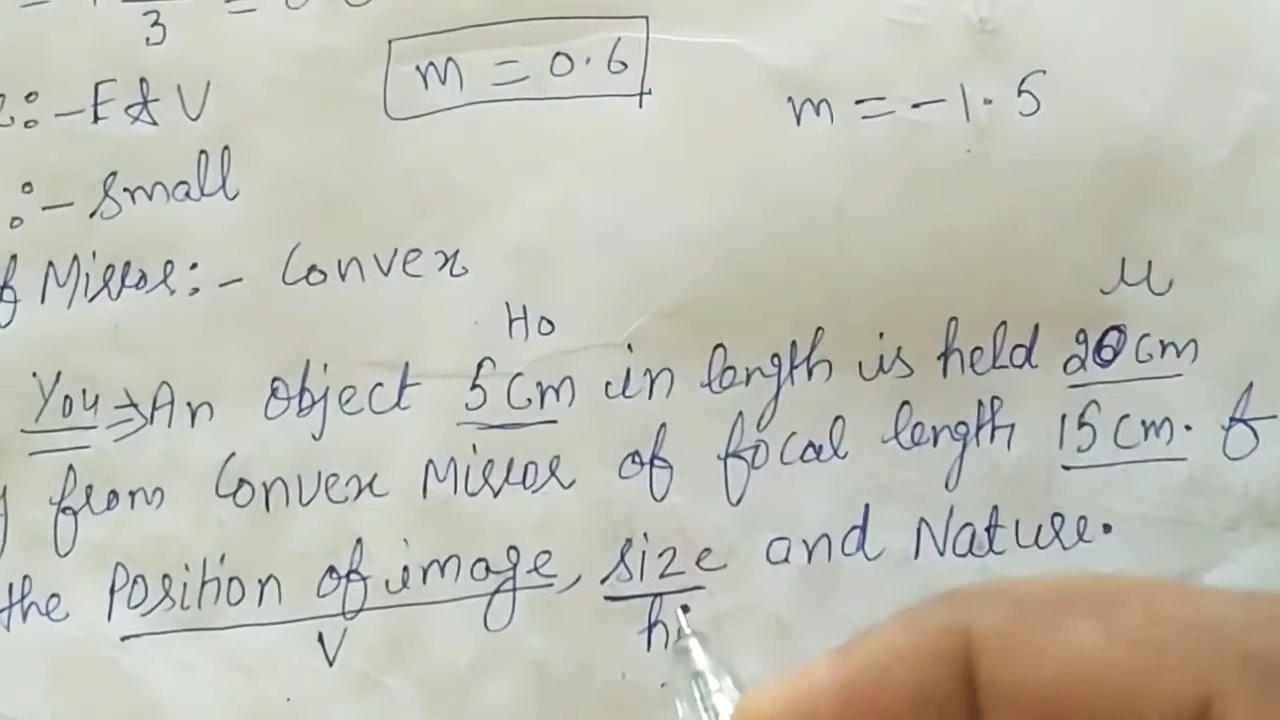 3
m = 0.6
m = -1.5
:- E & V
:- Small
Mirror:- Convex
Ho
u
You ⇒ An object 5 cm in length is held 20 cm
from Convex Mirror of focal length 15 cm. f
the Position of image, size and Nature.
V
hi